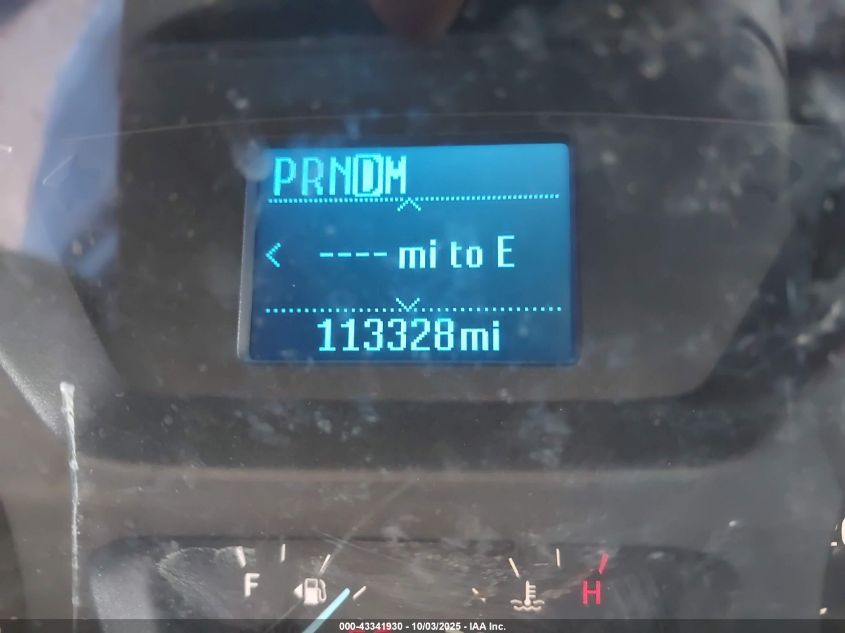 PRNDM
---- mi to E
113328mi
F
H
000-43341930 - 10/03/2025 - IAA Inc.